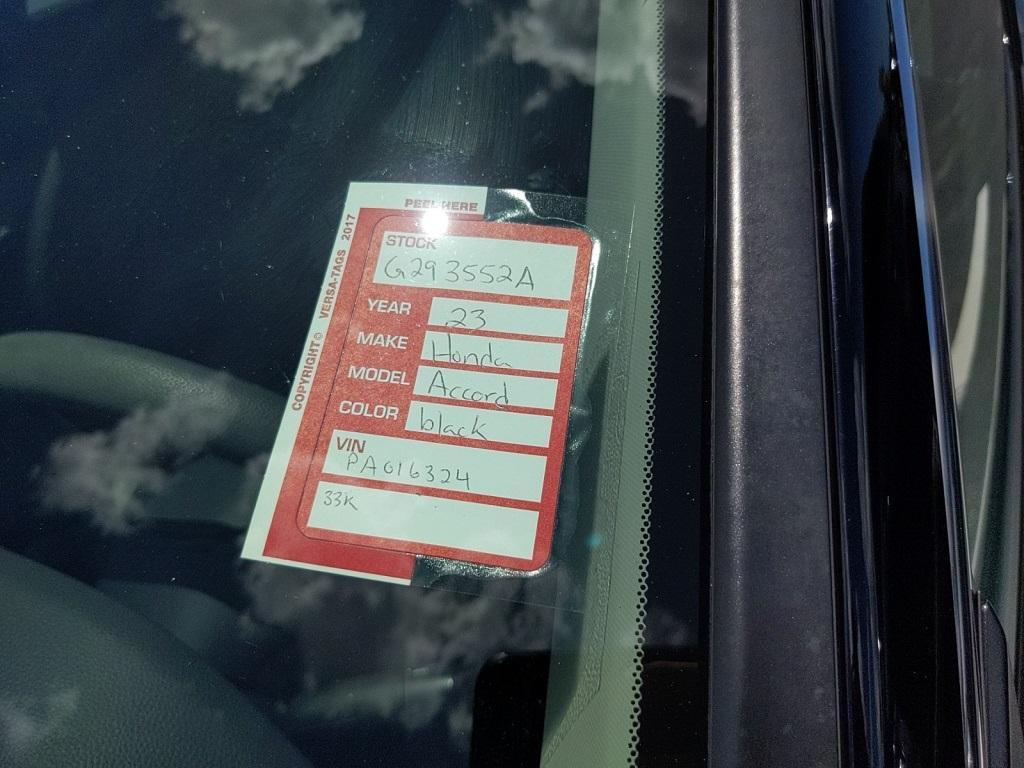 PEEL HERE
COPYRIGHT© VERSA-TAGS 2017
STOCK
G293552A
YEAR 23
MAKE Honda
MODEL Accord
COLOR black
VIN
PA016324
33K